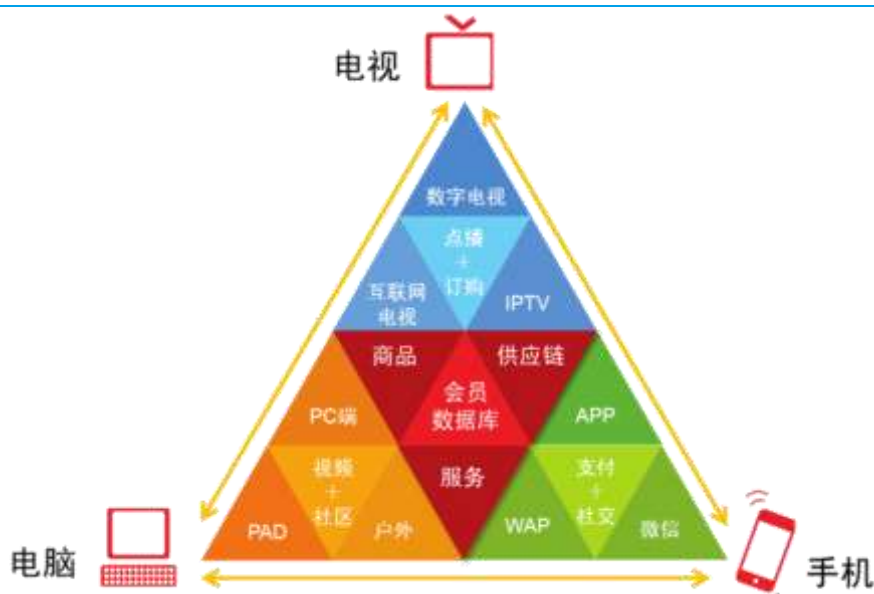 电视
数字电视
点播
+
订购
互联网
电视
IPTV
商品
供应链
会员
数据库
PC端
APP
视频
+
社区
服务
支付
+
社交
PAD
户外
WAP
微信
电脑
手机